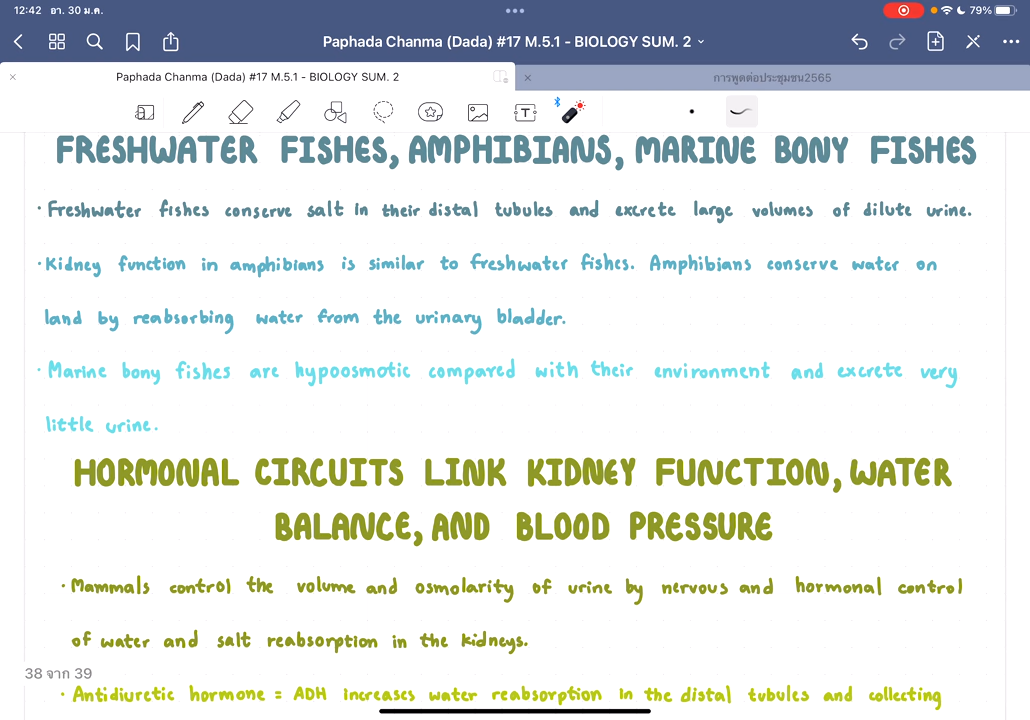 12:42 อา. 30 ม.ค.
79%
Paphada Chanma (Dada) #17 M.5.1 - BIOLOGY SUM. 2
Paphada Chanma (Dada) #17 M.5.1 - BIOLOGY SUM. 2
การพูดต่อประชุมชน2565
FRESHWATER FISHES, AMPHIBIANS, MARINE BONY FISHES
· Freshwater fishes conserve salt in their distal tubules and excrete large volumes of dilute urine.
· Kidney function in amphibians is similar to freshwater fishes. Amphibians conserve water on
land by reabsorbing water from the urinary bladder.
· Marine bony fishes are hypoosmotic compared with their environment and excrete very
little urine.
HORMONAL CIRCUITS LINK KIDNEY FUNCTION, WATER
BALANCE, AND BLOOD PRESSURE
· Mammals control the volume and osmolarity of urine by nervous and hormonal control
of water and salt reabsorption in the kidneys.
38 จาก 39
· Antidiuretic hormone = ADH increases water reabsorption in the distal tubules and collecting